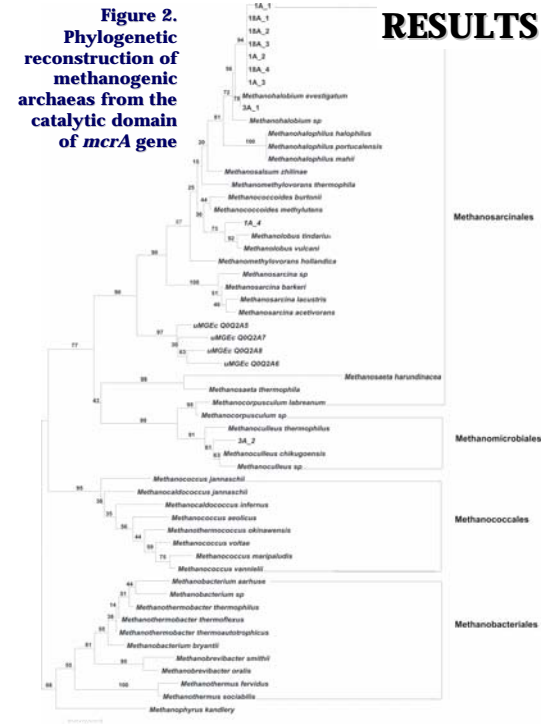 Figure 2.
Phylogenetic
reconstruction of
methanogenic
archaeas from the
catalytic domain
of mcrA gene
RESULTS
1A_1
18A_1
18A_2
18A_3
1A_2
18A_4
1A_3
Methanohalobium evestigatum
3A_1
Methanohalobium sp
Methanohalophilus halophilus
Methanohalophilus portucalensis
Methanohalophilus mahii
Methanosalsum zhilinae
Methanomethylovorans thermophila
Methanococcoides burtonii
Methanococcoides methylutens
1A_4
Methanolobus tindariu
Methanolobus vulcani
Methanomethylovorans hollandica
Methanosarcina sp
Methanosarcina barkeri
Methanosarcina lacustris
Methanosarcina acetivorans
uMGEc Q0Q2A5
uMGEc Q0Q2A7
uMGEc Q0Q2A8
uMGEc Q0Q2A6
Methanosaeta harundinacea
Methanosaeta thermophila
Methanocorpusculum labreanum
Methanocorpusculum sp
Methanoculleus thermophilus
3A_2
Methanoculleus chikugoensis
Methanoculleus sp
Methanococcus jannaschii
Methanocaldococcus jannaschii
Methanocaldococcus infernus
Methanococcus aeolicus
Methanothermococcus okinawensis
Methanococcus voltae
Methanococcus maripaludis
Methanococcus vannielii
Methanobacterium aarhuse
Methanobacterium sp
Methanothermobacter thermophilus
Methanothermobacter thermoflexus
Methanothermobacter thermoautotrophicus
Methanobacterium bryantii
Methanobrevibacter smithii
Methanobrevibacter oralis
Methanothermus fervidus
Methanothermus sociabilis
Methanophyrus kandlery
Methanosarcinales
Methanomicrobiales
Methanococcales
Methanobacteriales